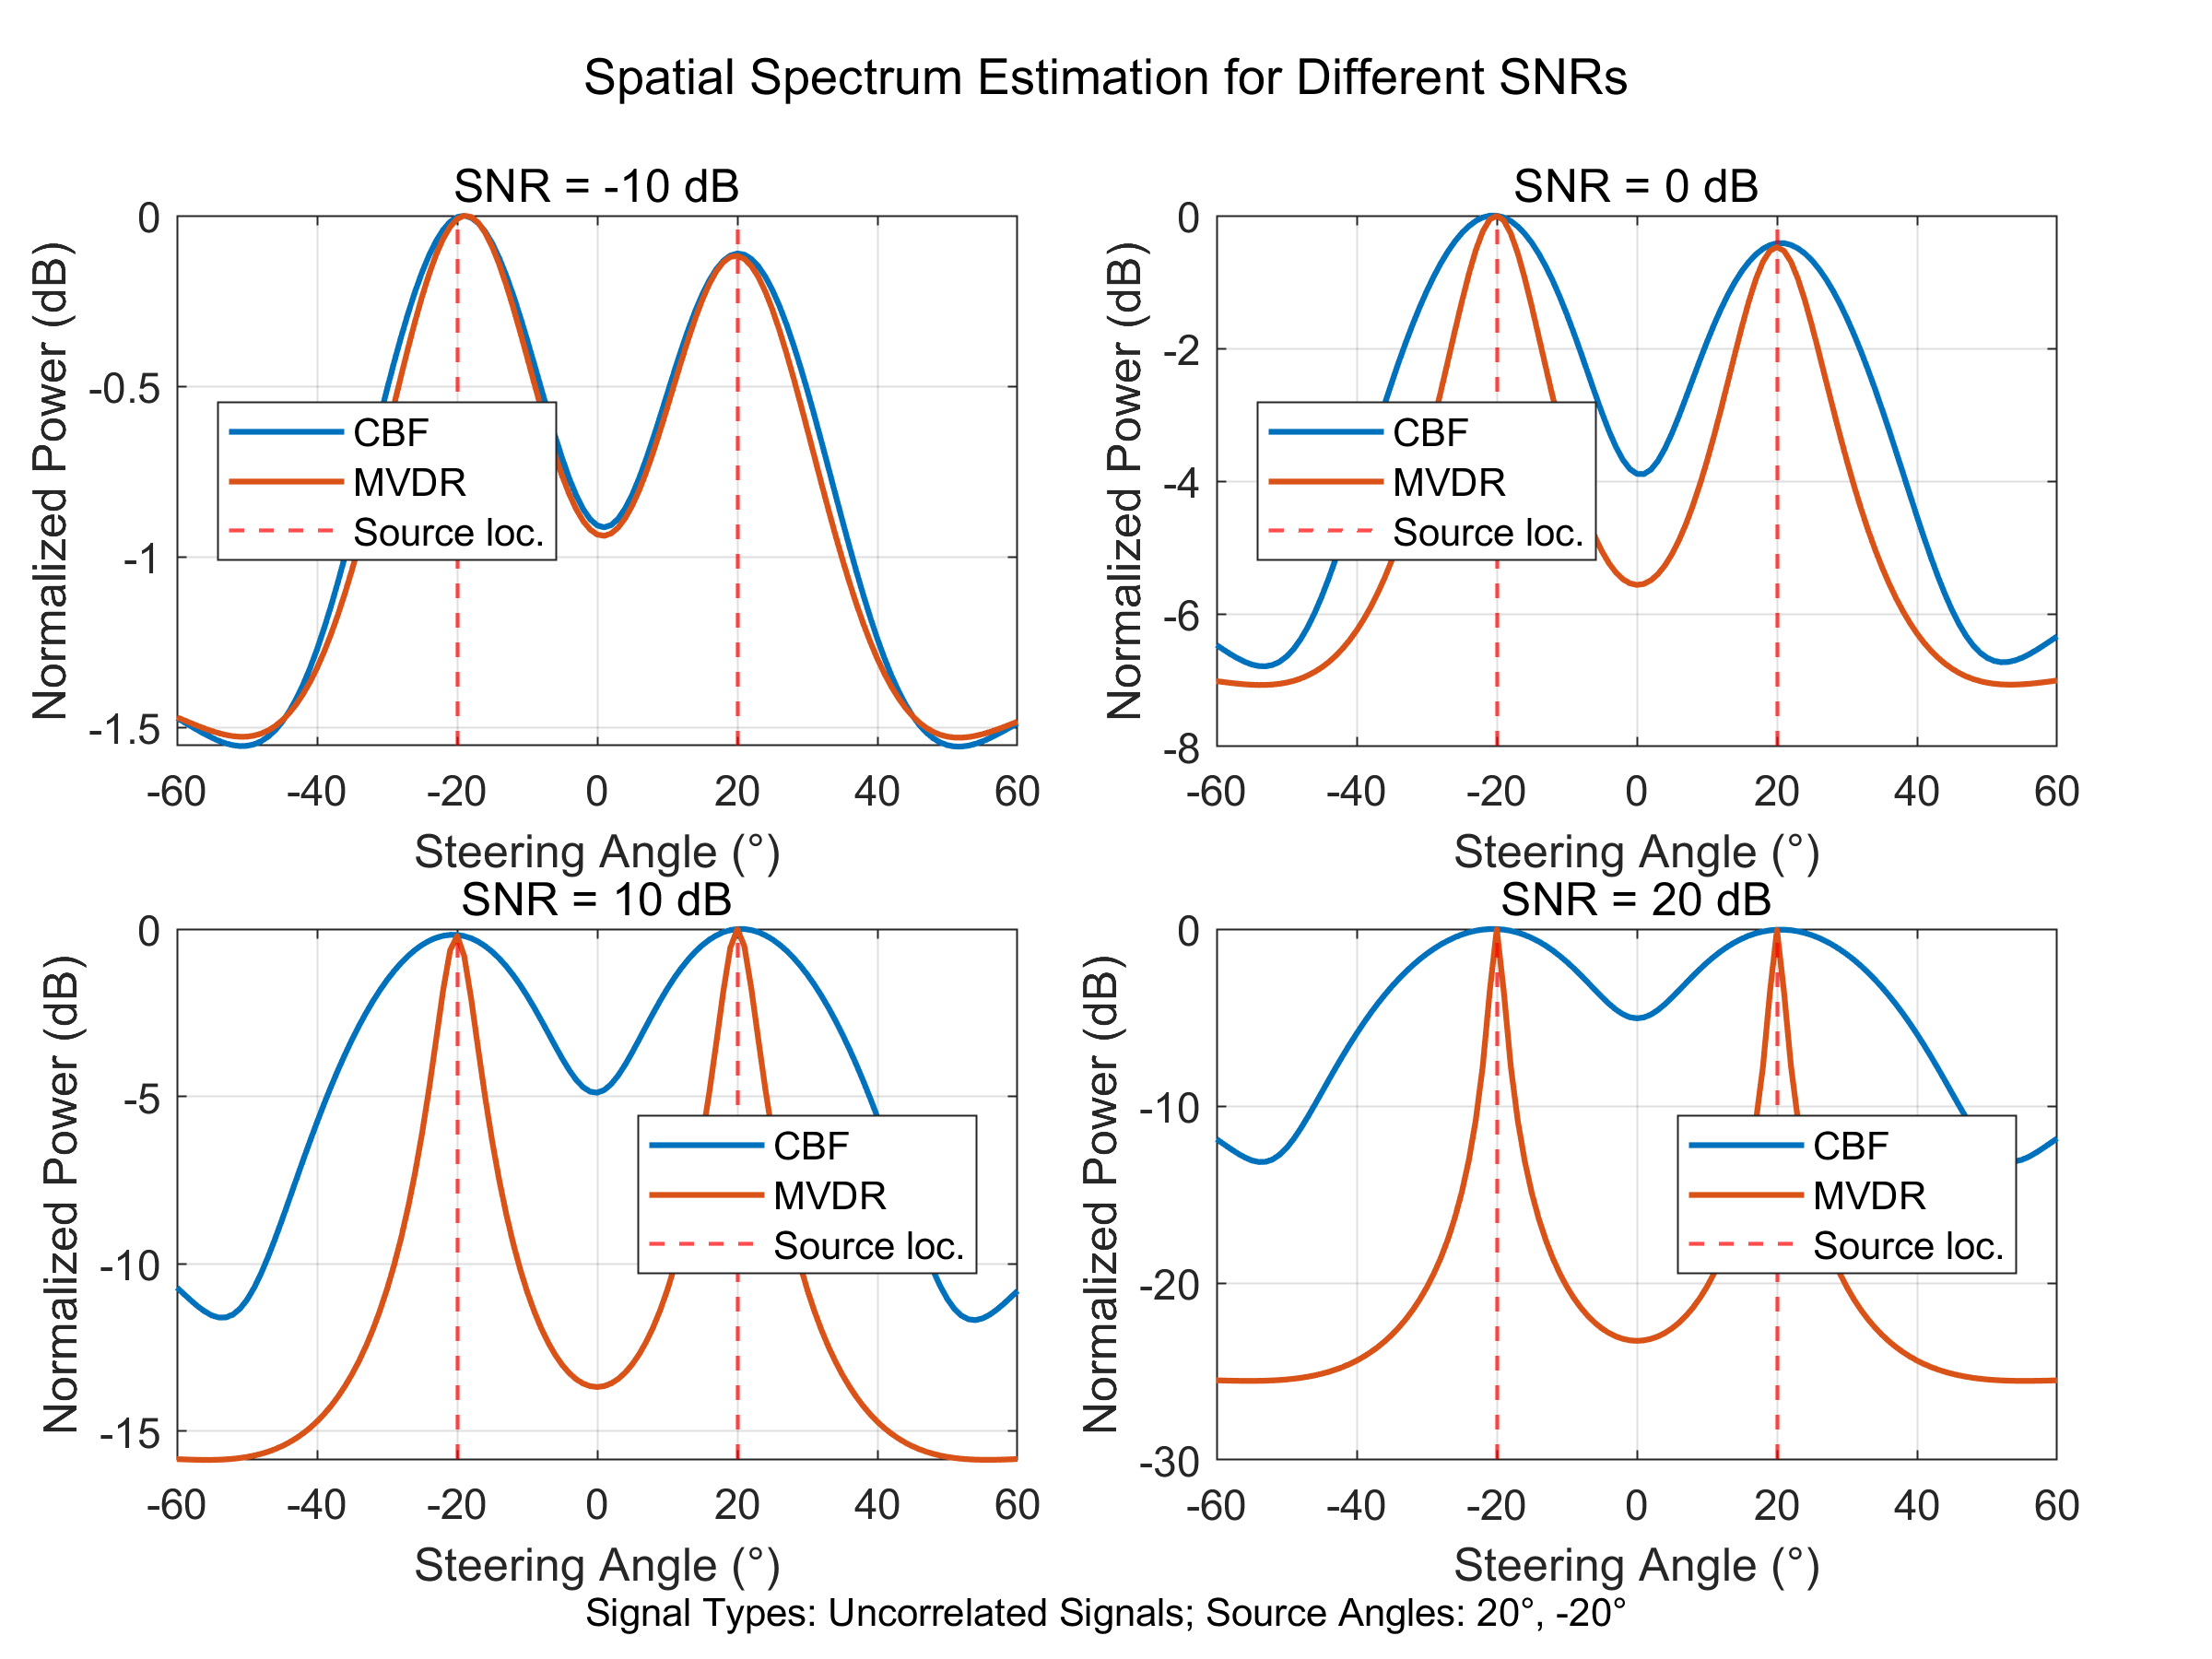 Spatial Spectrum Estimation for Different SNRs
SNR = -10 dB
Normalized Power (dB)
0
-0.5
-1
-1.5
CBF
MVDR
Source loc.
-60 -40 -20 0 20 40 60
Steering Angle (°)
SNR = 0 dB
Normalized Power (dB)
0
-2
-4
-6
-8
CBF
MVDR
Source loc.
-60 -40 -20 0 20 40 60
Steering Angle (°)
SNR = 10 dB
Normalized Power (dB)
0
-5
-10
-15
CBF
MVDR
Source loc.
-60 -40 -20 0 20 40 60
Steering Angle (°)
SNR = 20 dB
Normalized Power (dB)
0
-10
-20
-30
CBF
MVDR
Source loc.
-60 -40 -20 0 20 40 60
Steering Angle (°)
Signal Types: Uncorrelated Signals; Source Angles: 20°, -20°